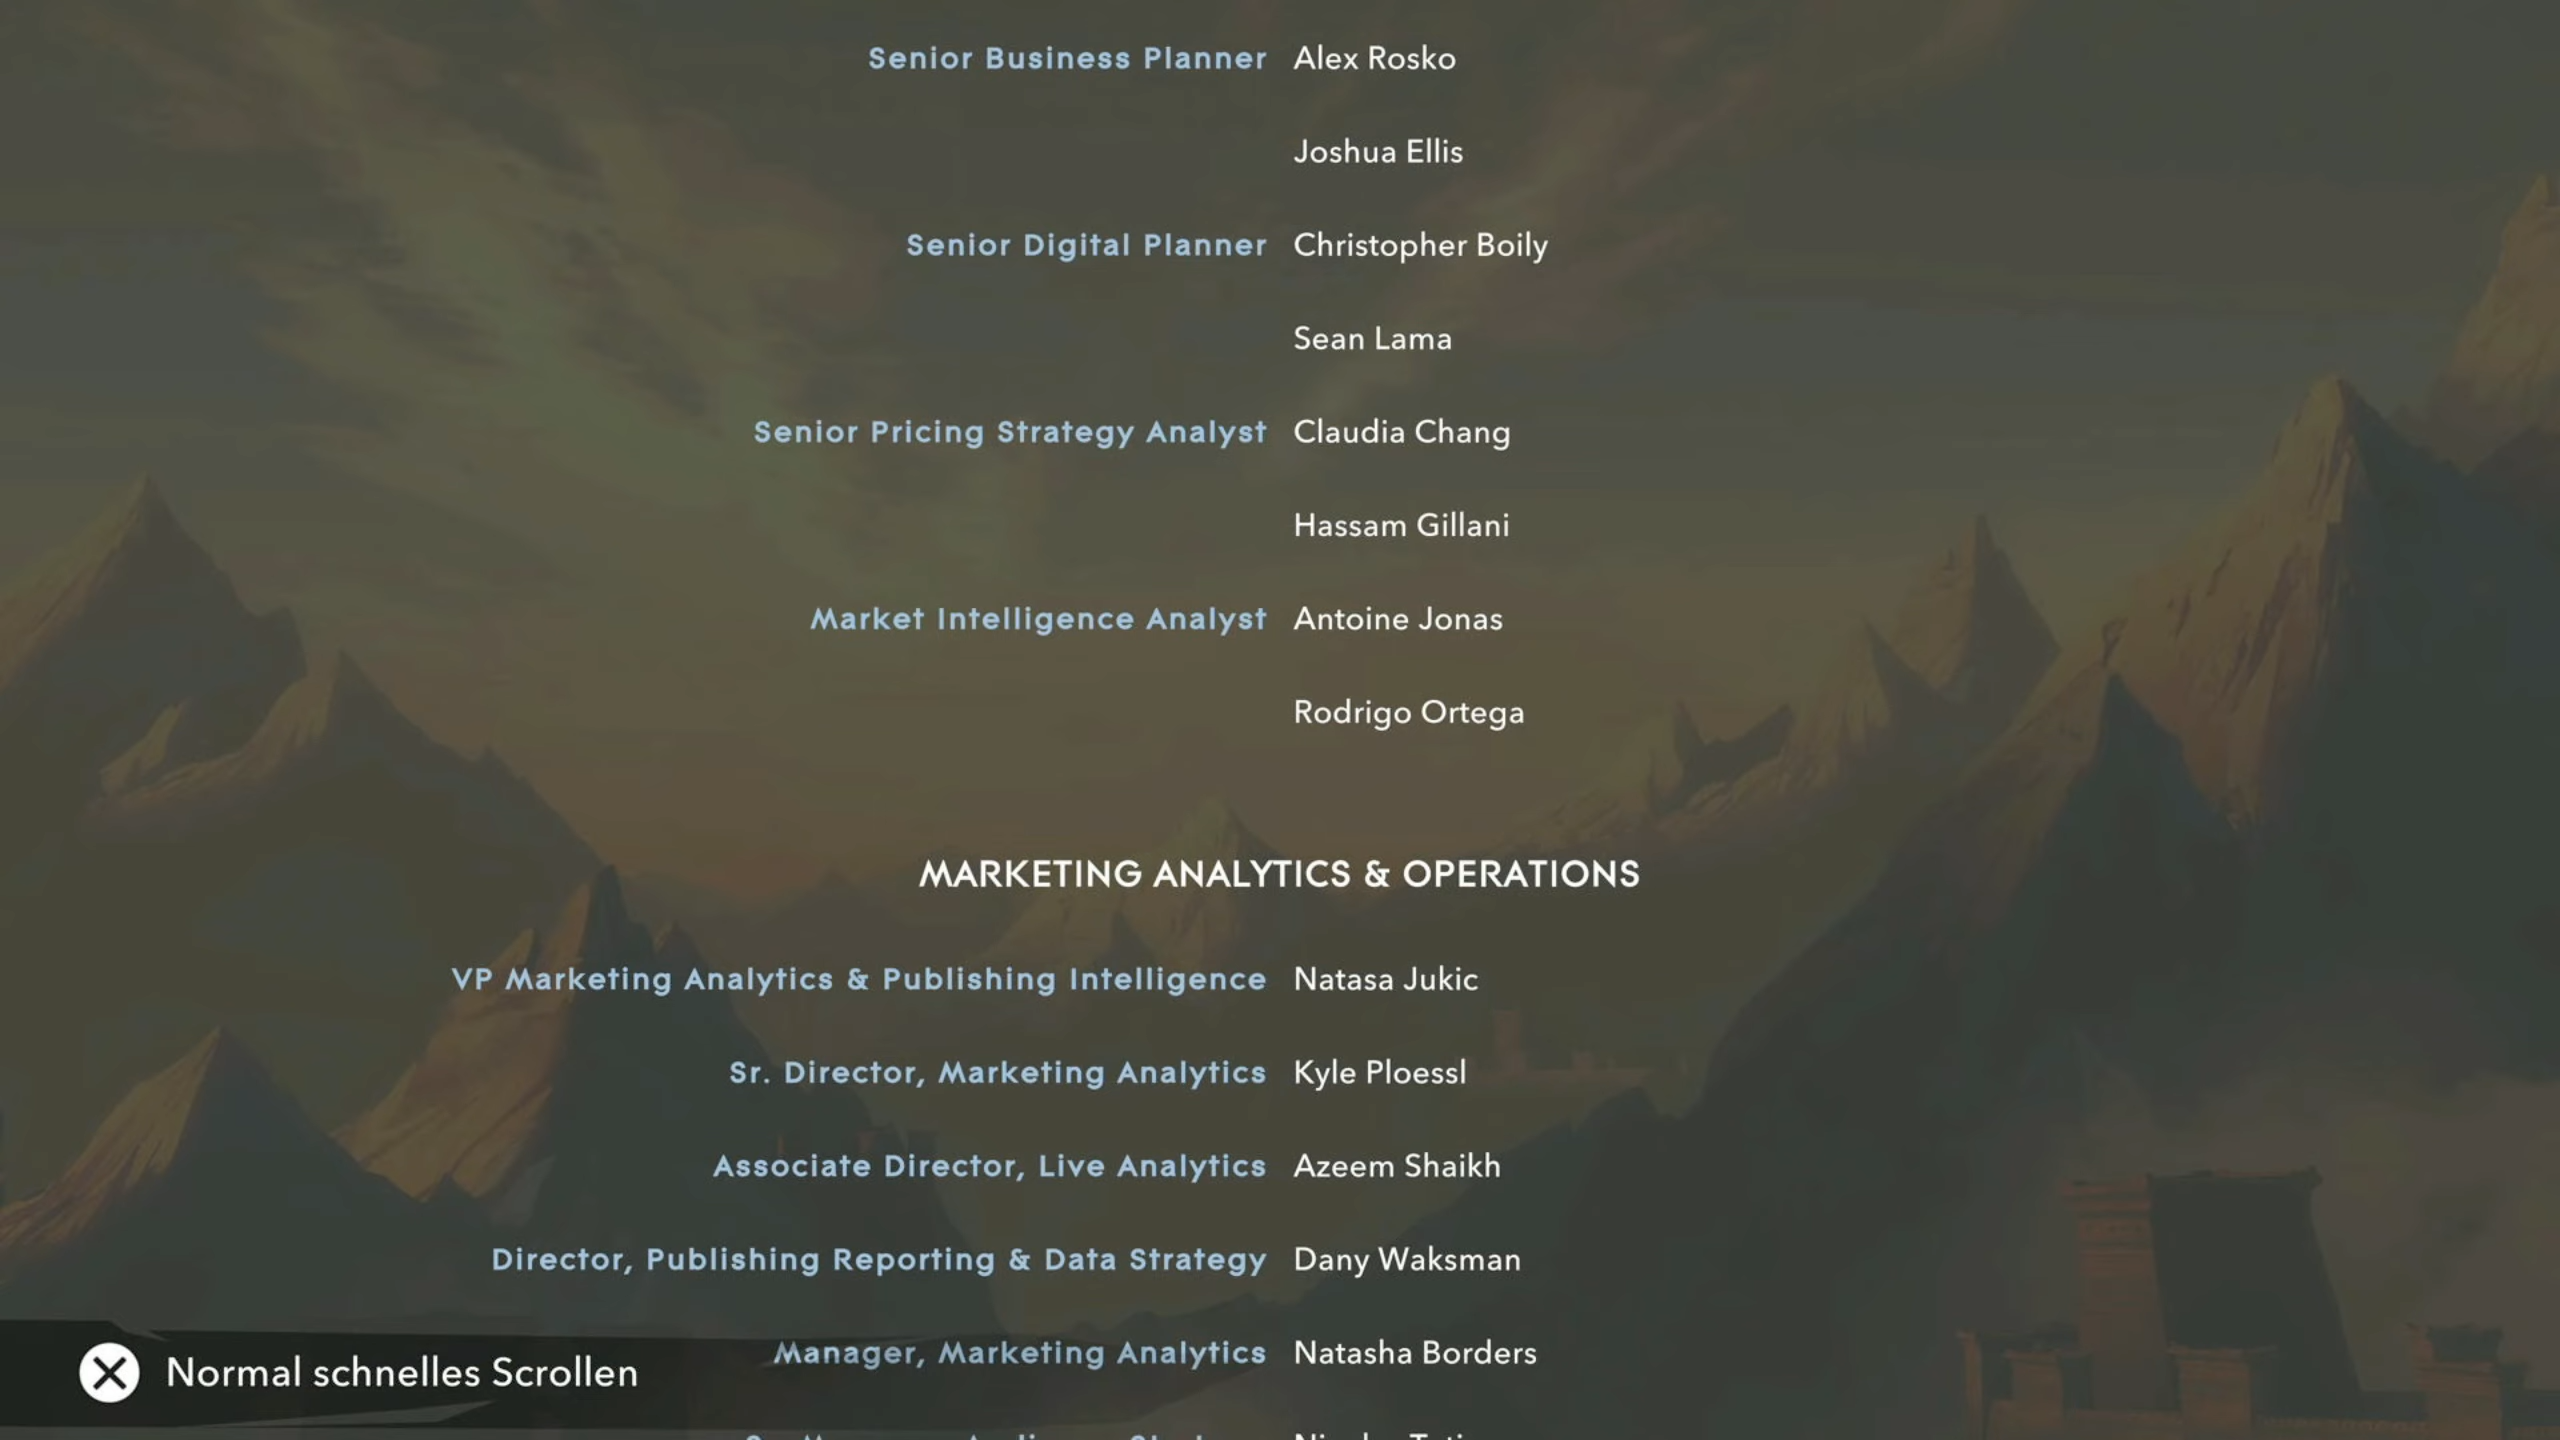 Senior Business Planner Alex Rosko
Joshua Ellis
Senior Digital Planner Christopher Boily
Sean Lama
Senior Pricing Strategy Analyst Claudia Chang
Hassam Gillani
Market Intelligence Analyst Antoine Jonas
Rodrigo Ortega
MARKETING ANALYTICS & OPERATIONS
VP Marketing Analytics & Publishing Intelligence Natasa Jukic
Sr. Director, Marketing Analytics Kyle Ploessl
Associate Director, Live Analytics Azeem Shaikh
Director, Publishing Reporting & Data Strategy Dany Waksman
Manager, Marketing Analytics Natasha Borders
Normal schnelles Scrollen